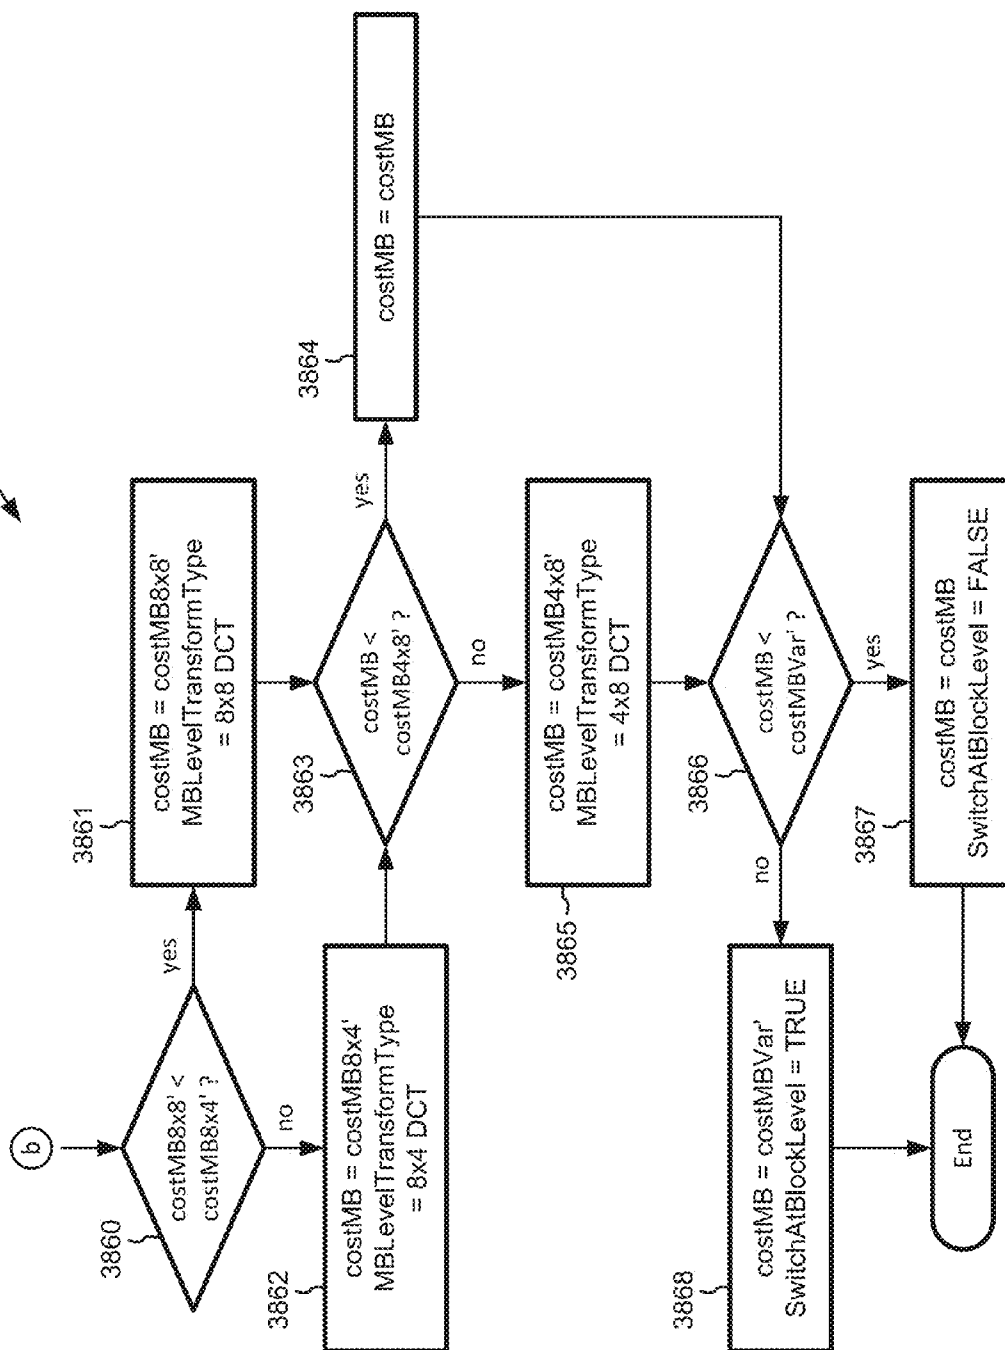 b
3860
costMB8x8' <
costMB8x4' ?
yes
no
3861
costMB = costMB8x8'
MBLevelTransformType
= 8x8 DCT
3862
costMB = costMB8x4'
MBLevelTransformType
= 8x4 DCT
3863
costMB <
costMB4x8' ?
yes
no
3864
costMB = costMB
3865
costMB = costMB4x8'
MBLevelTransformType
= 4x8 DCT
3866
costMB <
costMBVar' ?
no
yes
3867
costMB = costMB
SwitchAtBlockLevel = FALSE
3868
costMB = costMBVar'
SwitchAtBlockLevel = TRUE
End